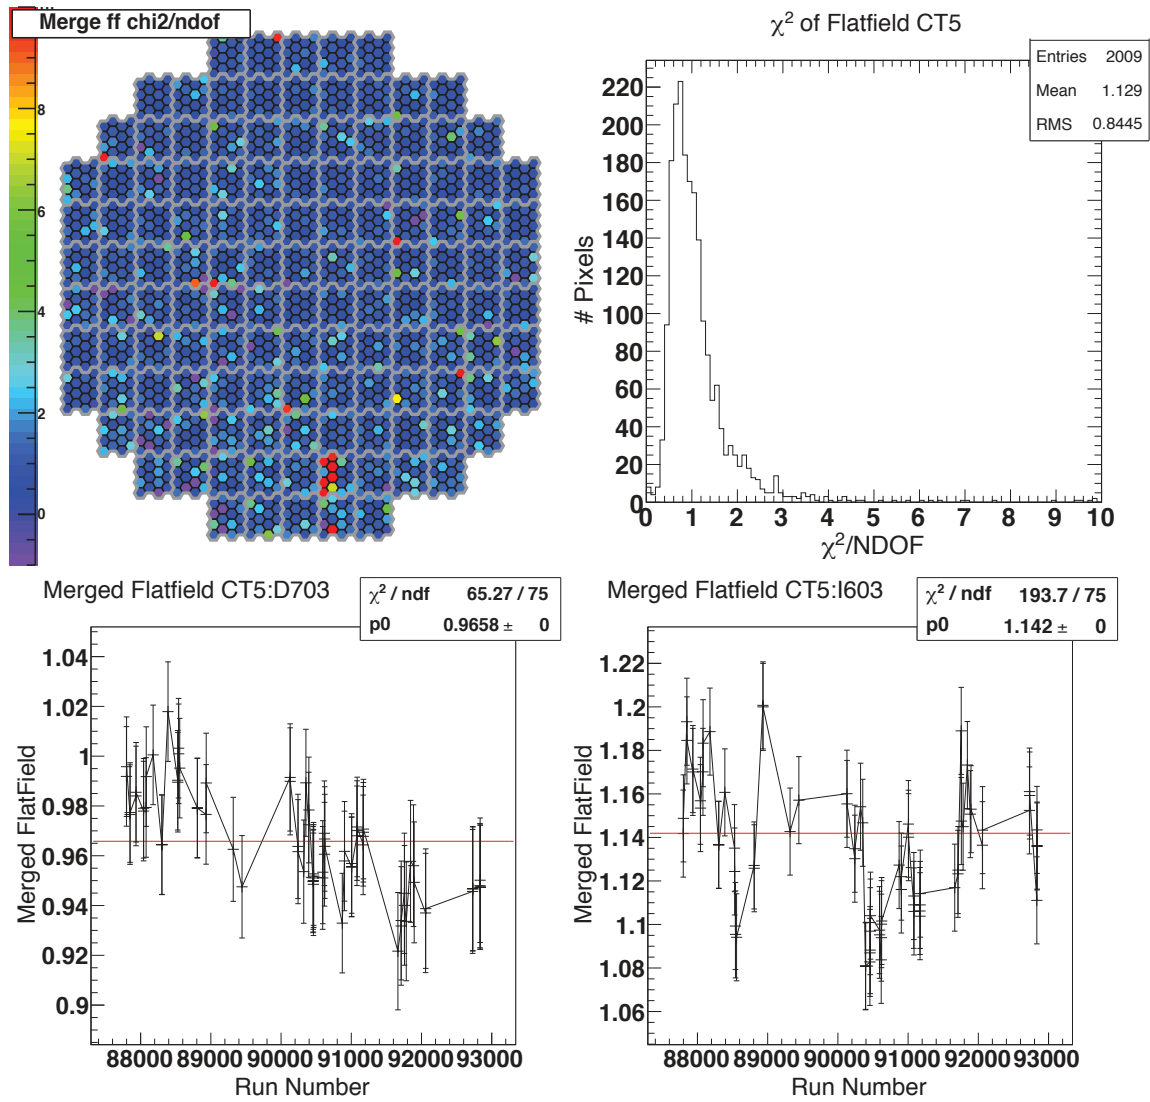 Merge ff chi2/ndof
8
6
4
2
0
χ² of Flatfield CT5
Entries 2009
Mean 1.129
RMS 0.8445
# Pixels
220
200
180
160
140
120
100
80
60
40
20
0
0 1 2 3 4 5 6 7 8 9 10
χ²/NDOF
Merged Flatfield CT5:D703
χ² / ndf 65.27 / 75
p0 0.9658 ± 0
Merged FlatField
1.04
1.02
1
0.98
0.96
0.94
0.92
0.9
88000 89000 90000 91000 92000 93000
Run Number
Merged Flatfield CT5:I603
χ² / ndf 193.7 / 75
p0 1.142 ± 0
Merged FlatField
1.22
1.2
1.18
1.16
1.14
1.12
1.1
1.08
1.06
88000 89000 90000 91000 92000 93000
Run Number